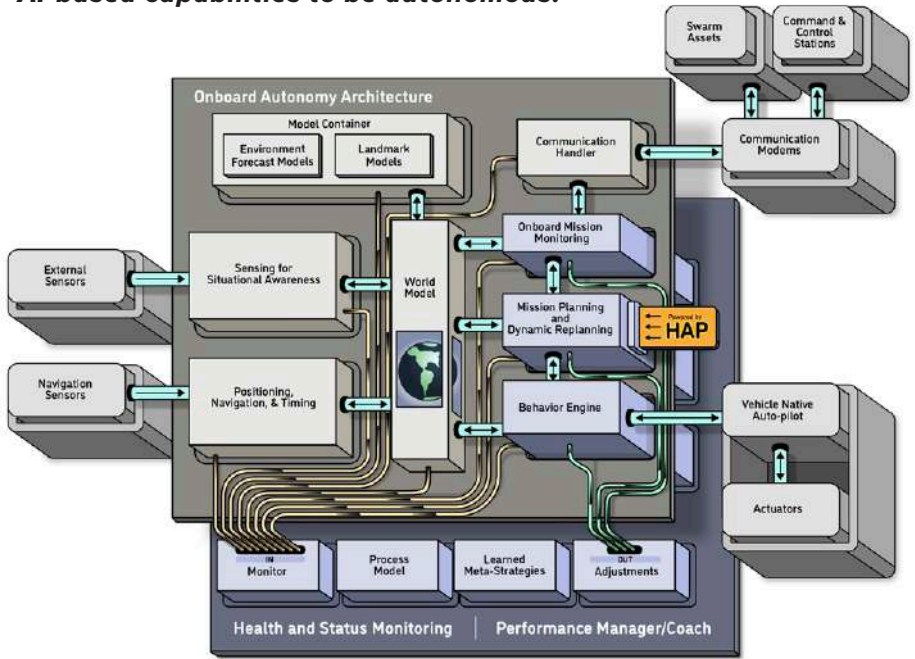 AI-based capabilities to be autonomous.
Swarm
Assets
Command &
Control
Stations
Onboard Autonomy Architecture
Model Container
Environment
Forecast Models
Landmark
Models
Communication
Handler
Communication
Modems
External
Sensors
Sensing for
Situational Awareness
World
Model
Onboard Mission
Monitoring
Mission Planning
and
Dynamic Replanning
Powered by
HAP
Navigation
Sensors
Positioning,
Navigation, & Timing
Behavior Engine
Vehicle Native
Auto-pilot
Actuators
IN
Monitor
Process
Model
Learned
Meta-Strategies
OUT
Adjustments
Health and Status Monitoring | Performance Manager/Coach